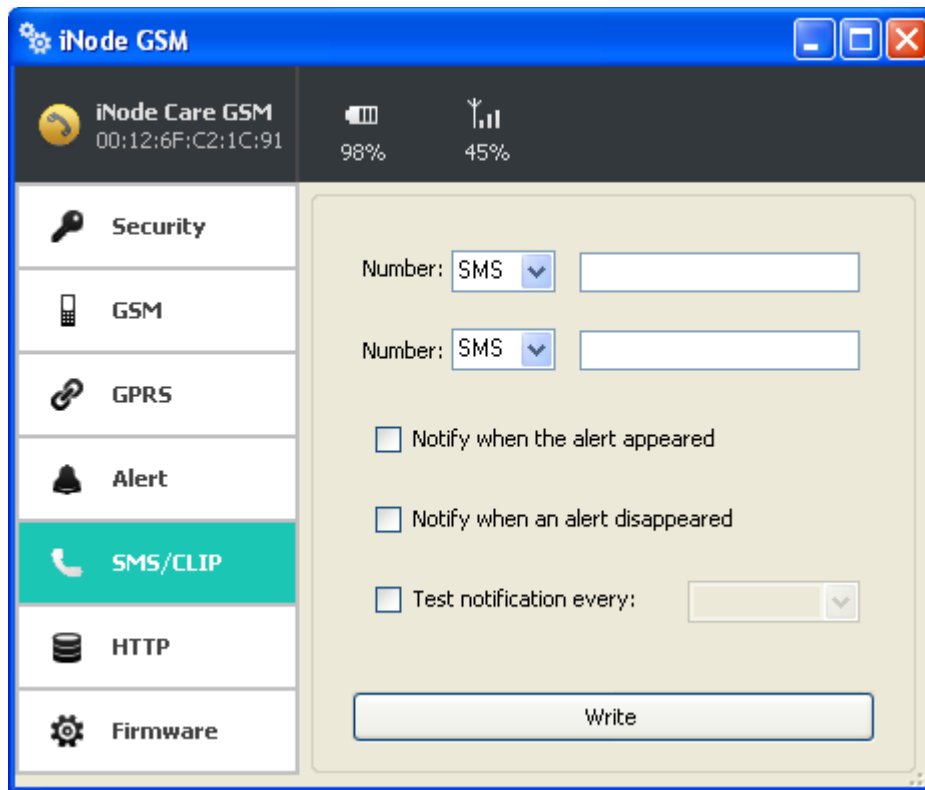 iNode GSM
iNode Care GSM
00:12:6F:C2:1C:91
98%
45%
Security
GSM
GPRS
Alert
SMS/CLIP
HTTP
Firmware
Number: SMS
Number: SMS
Notify when the alert appeared
Notify when an alert disappeared
Test notification every:
Write